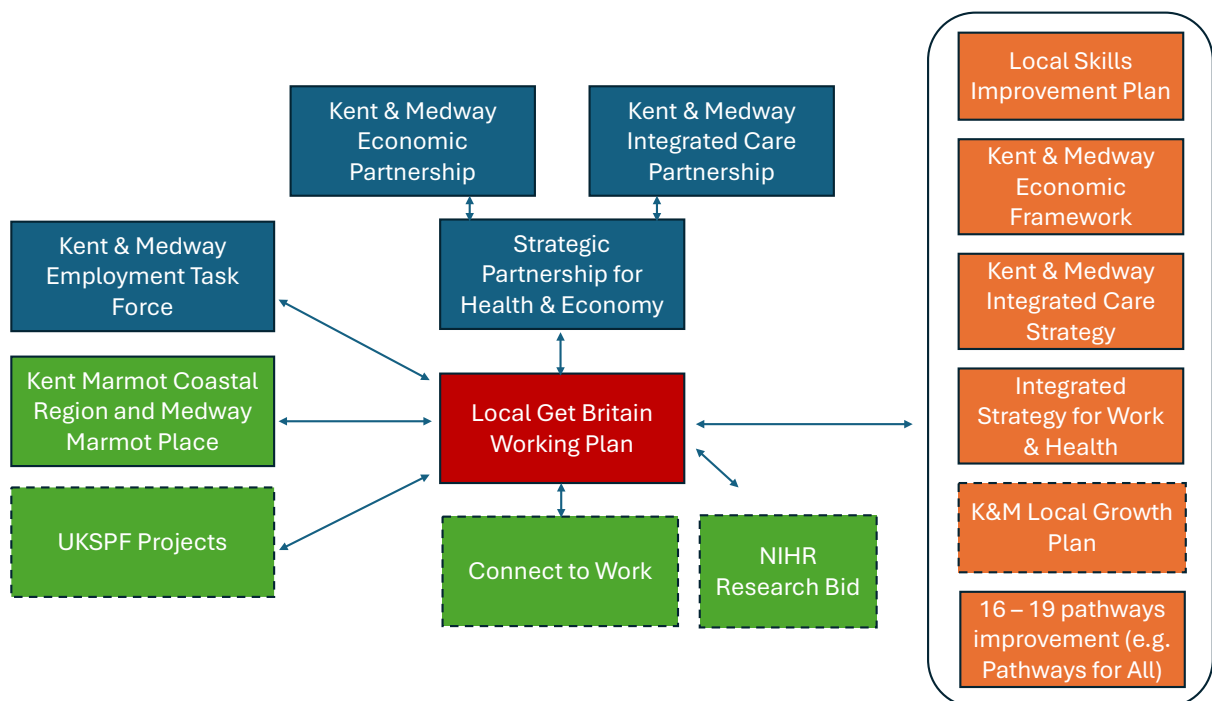 Kent & Medway
Economic
Partnership
Kent & Medway
Integrated Care
Partnership
Kent & Medway
Employment Task
Force
Strategic
Partnership for
Health & Economy
Kent Marmot Coastal
Region and Medway
Marmot Place
Local Get Britain
Working Plan
UKSPF Projects
Connect to Work
NIHR
Research Bid
Local Skills
Improvement Plan
Kent & Medway
Economic
Framework
Kent & Medway
Integrated Care
Strategy
Integrated
Strategy for Work
& Health
K&M Local Growth
Plan
16 – 19 pathways
improvement (e.g.
Pathways for All)